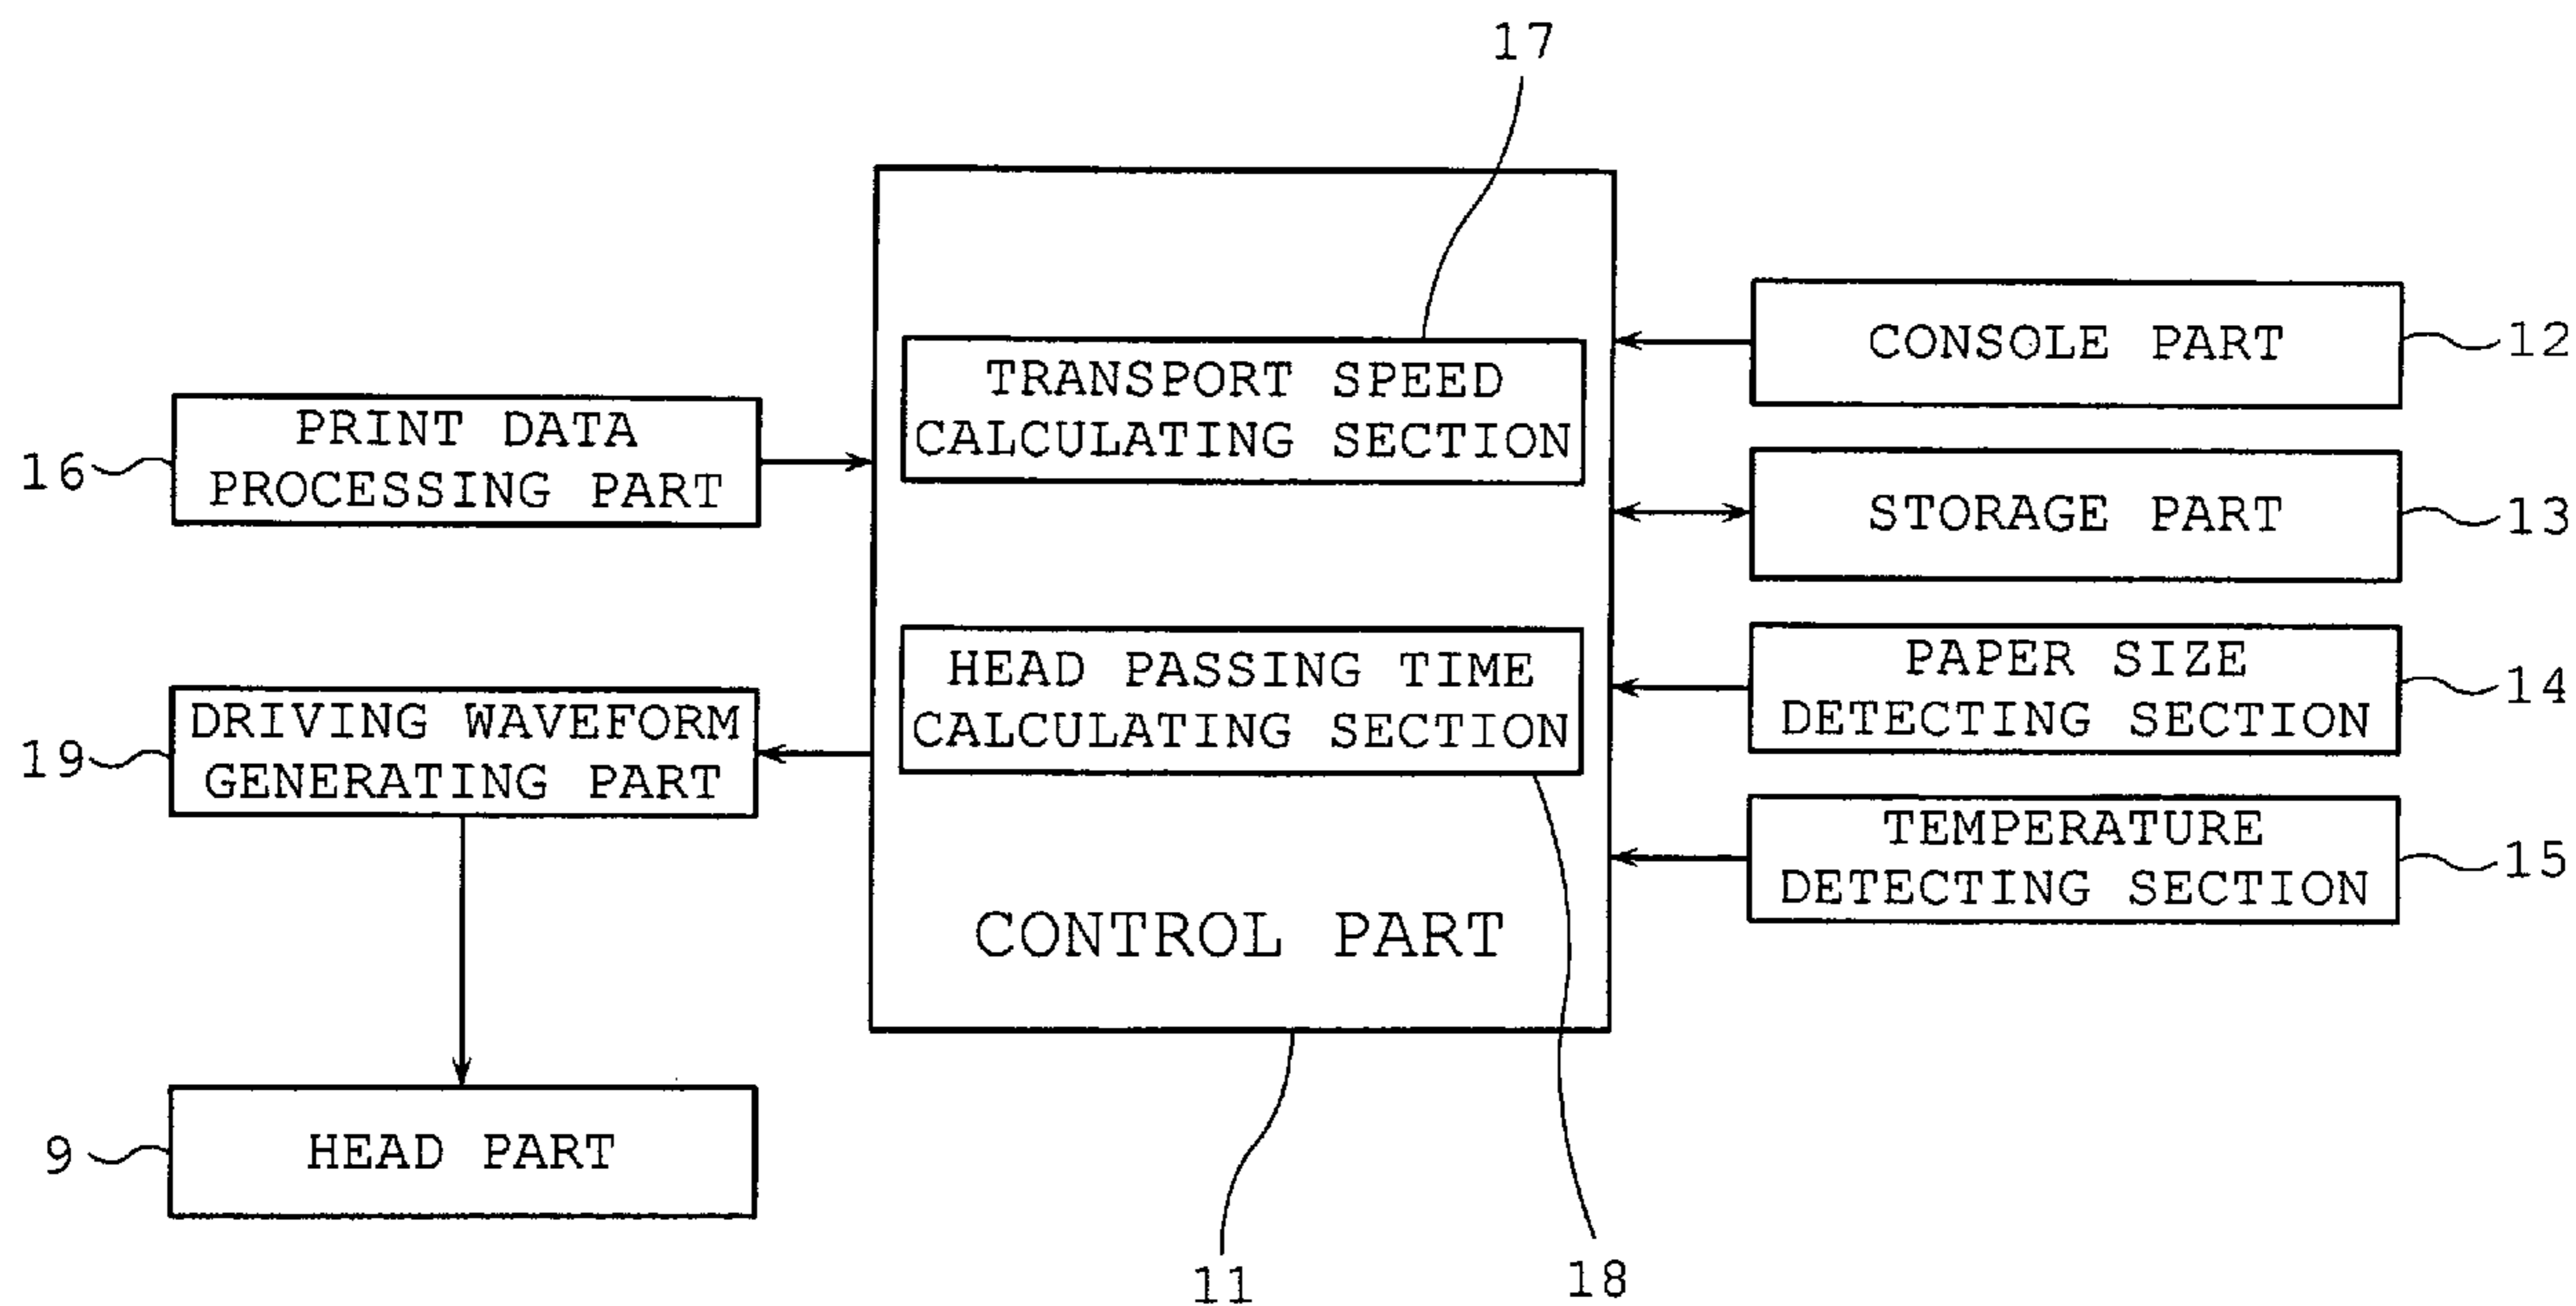 17
TRANSPORT SPEED
CALCULATING SECTION
CONSOLE PART
12
PRINT DATA
PROCESSING PART
16
STORAGE PART
13
HEAD PASSING TIME
CALCULATING SECTION
PAPER SIZE
DETECTING SECTION
14
DRIVING WAVEFORM
GENERATING PART
19
TEMPERATURE
DETECTING SECTION
15
CONTROL PART
HEAD PART
9
11
18